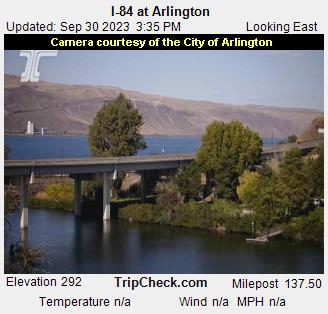 I-84 at Arlington
Updated: Sep 30 2023 3:35 PM Looking East
Camera courtesy of the City of Arlington
Elevation 292 TripCheck.com Milepost 137.50
Temperature n/a Wind n/a MPH n/a